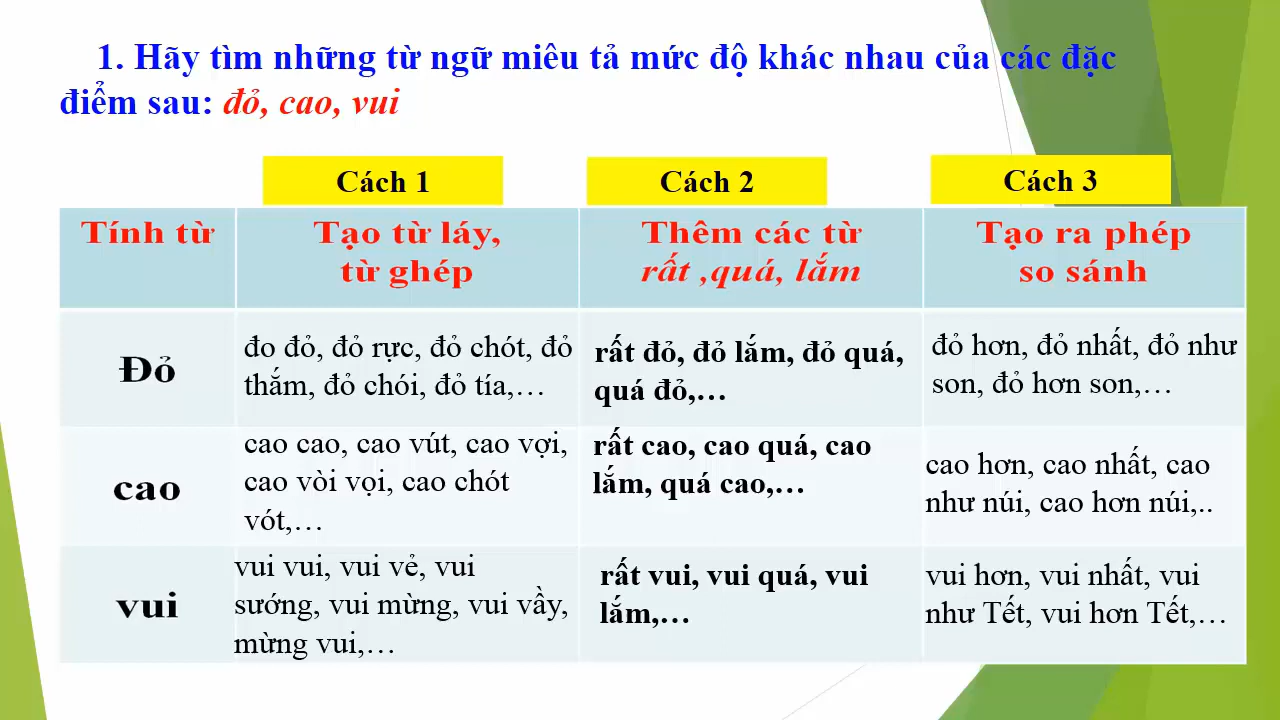 1. Hãy tìm những từ ngữ miêu tả mức độ khác nhau của các đặc
điểm sau: đỏ, cao, vui
Cách 1
Cách 2
Cách 3
Tính từ
Tạo từ láy,
từ ghép
Thêm các từ
rất ,quá, lắm
Tạo ra phép
so sánh
Đỏ
đo đỏ, đỏ rực, đỏ chót, đỏ
thắm, đỏ chói, đỏ tía,…
rất đỏ, đỏ lắm, đỏ quá,
quá đỏ,…
đỏ hơn, đỏ nhất, đỏ như
son, đỏ hơn son,…
cao
cao cao, cao vút, cao vợi,
cao vòi vọi, cao chót
vót,…
rất cao, cao quá, cao
lắm, quá cao,…
cao hơn, cao nhất, cao
như núi, cao hơn núi,..
vui
vui vui, vui vẻ, vui
sướng, vui mừng, vui vầy,
mừng vui,…
rất vui, vui quá, vui
lắm,…
vui hơn, vui nhất, vui
như Tết, vui hơn Tết,…